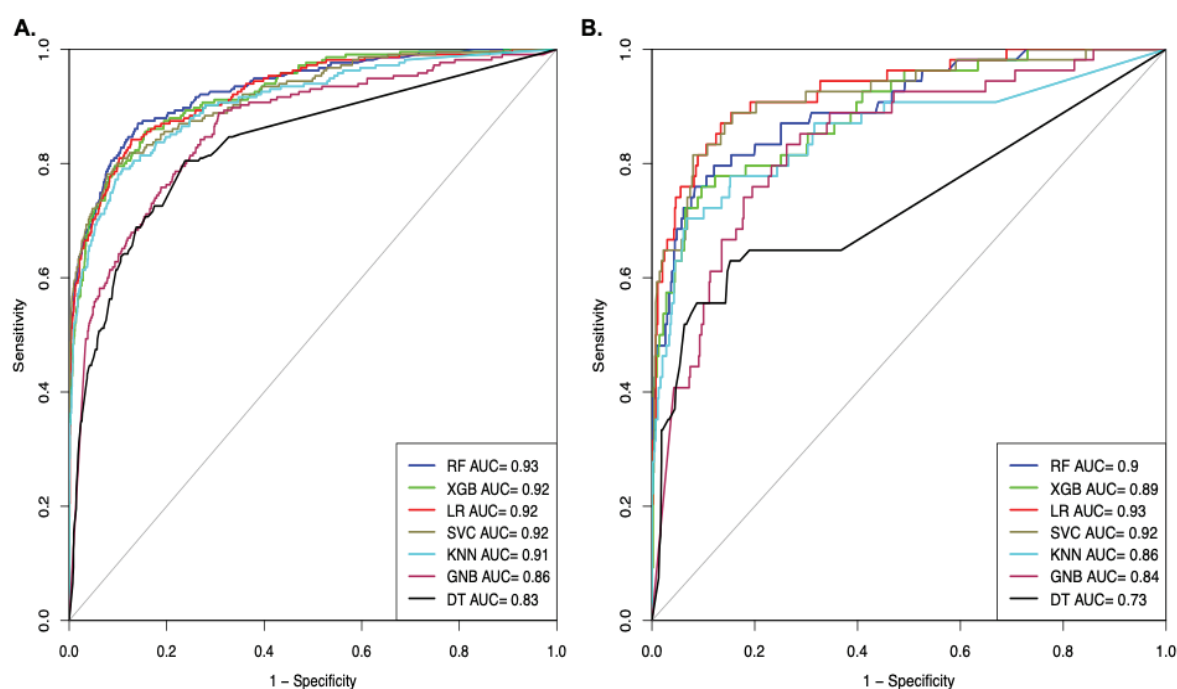 A.
1.0
0.8
0.6
0.4
0.2
0.0
Sensitivity
0.0 0.2 0.4 0.6 0.8 1.0
1 − Specificity
RF AUC= 0.93
XGB AUC= 0.92
LR AUC= 0.92
SVC AUC= 0.92
KNN AUC= 0.91
GNB AUC= 0.86
DT AUC= 0.83
B.
1.0
0.8
0.6
0.4
0.2
0.0
Sensitivity
0.0 0.2 0.4 0.6 0.8 1.0
1 − Specificity
RF AUC= 0.9
XGB AUC= 0.89
LR AUC= 0.93
SVC AUC= 0.92
KNN AUC= 0.86
GNB AUC= 0.84
DT AUC= 0.73